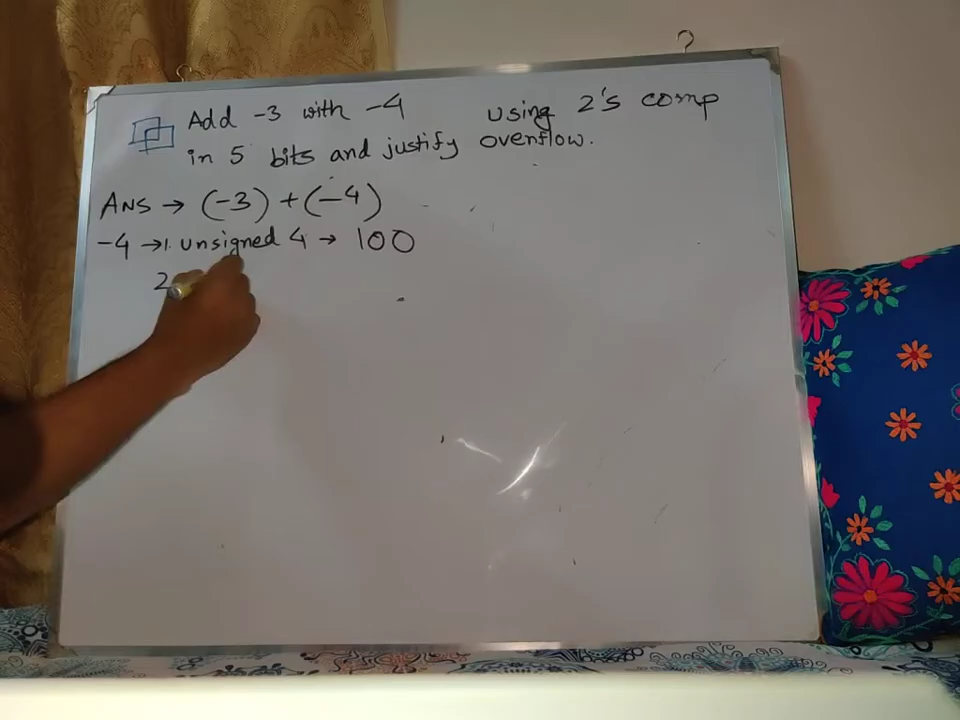 Add -3 with -4 using 2's comp
in 5 bits and justify overflow.
Ans → (-3) + (-4)
-4 → 1. unsigned 4 → 100
2